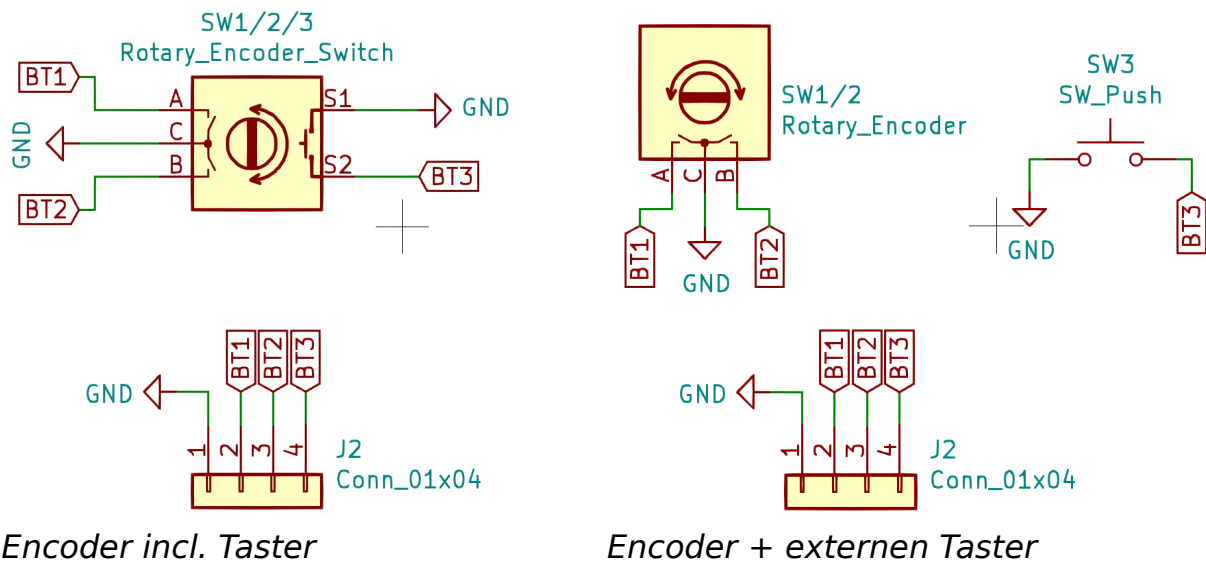 SW1/2/3
Rotary_Encoder_Switch
BT1
A
S1
GND
GND
C
B
S2
BT3
BT2
SW1/2
Rotary_Encoder
A
C
B
BT1
BT2
GND
SW3
SW_Push
GND
BT3
BT1
BT2
BT3
GND
1
2
3
4
J2
Conn_01x04
Encoder incl. Taster
BT1
BT2
BT3
GND
1
2
3
4
J2
Conn_01x04
Encoder + externen Taster